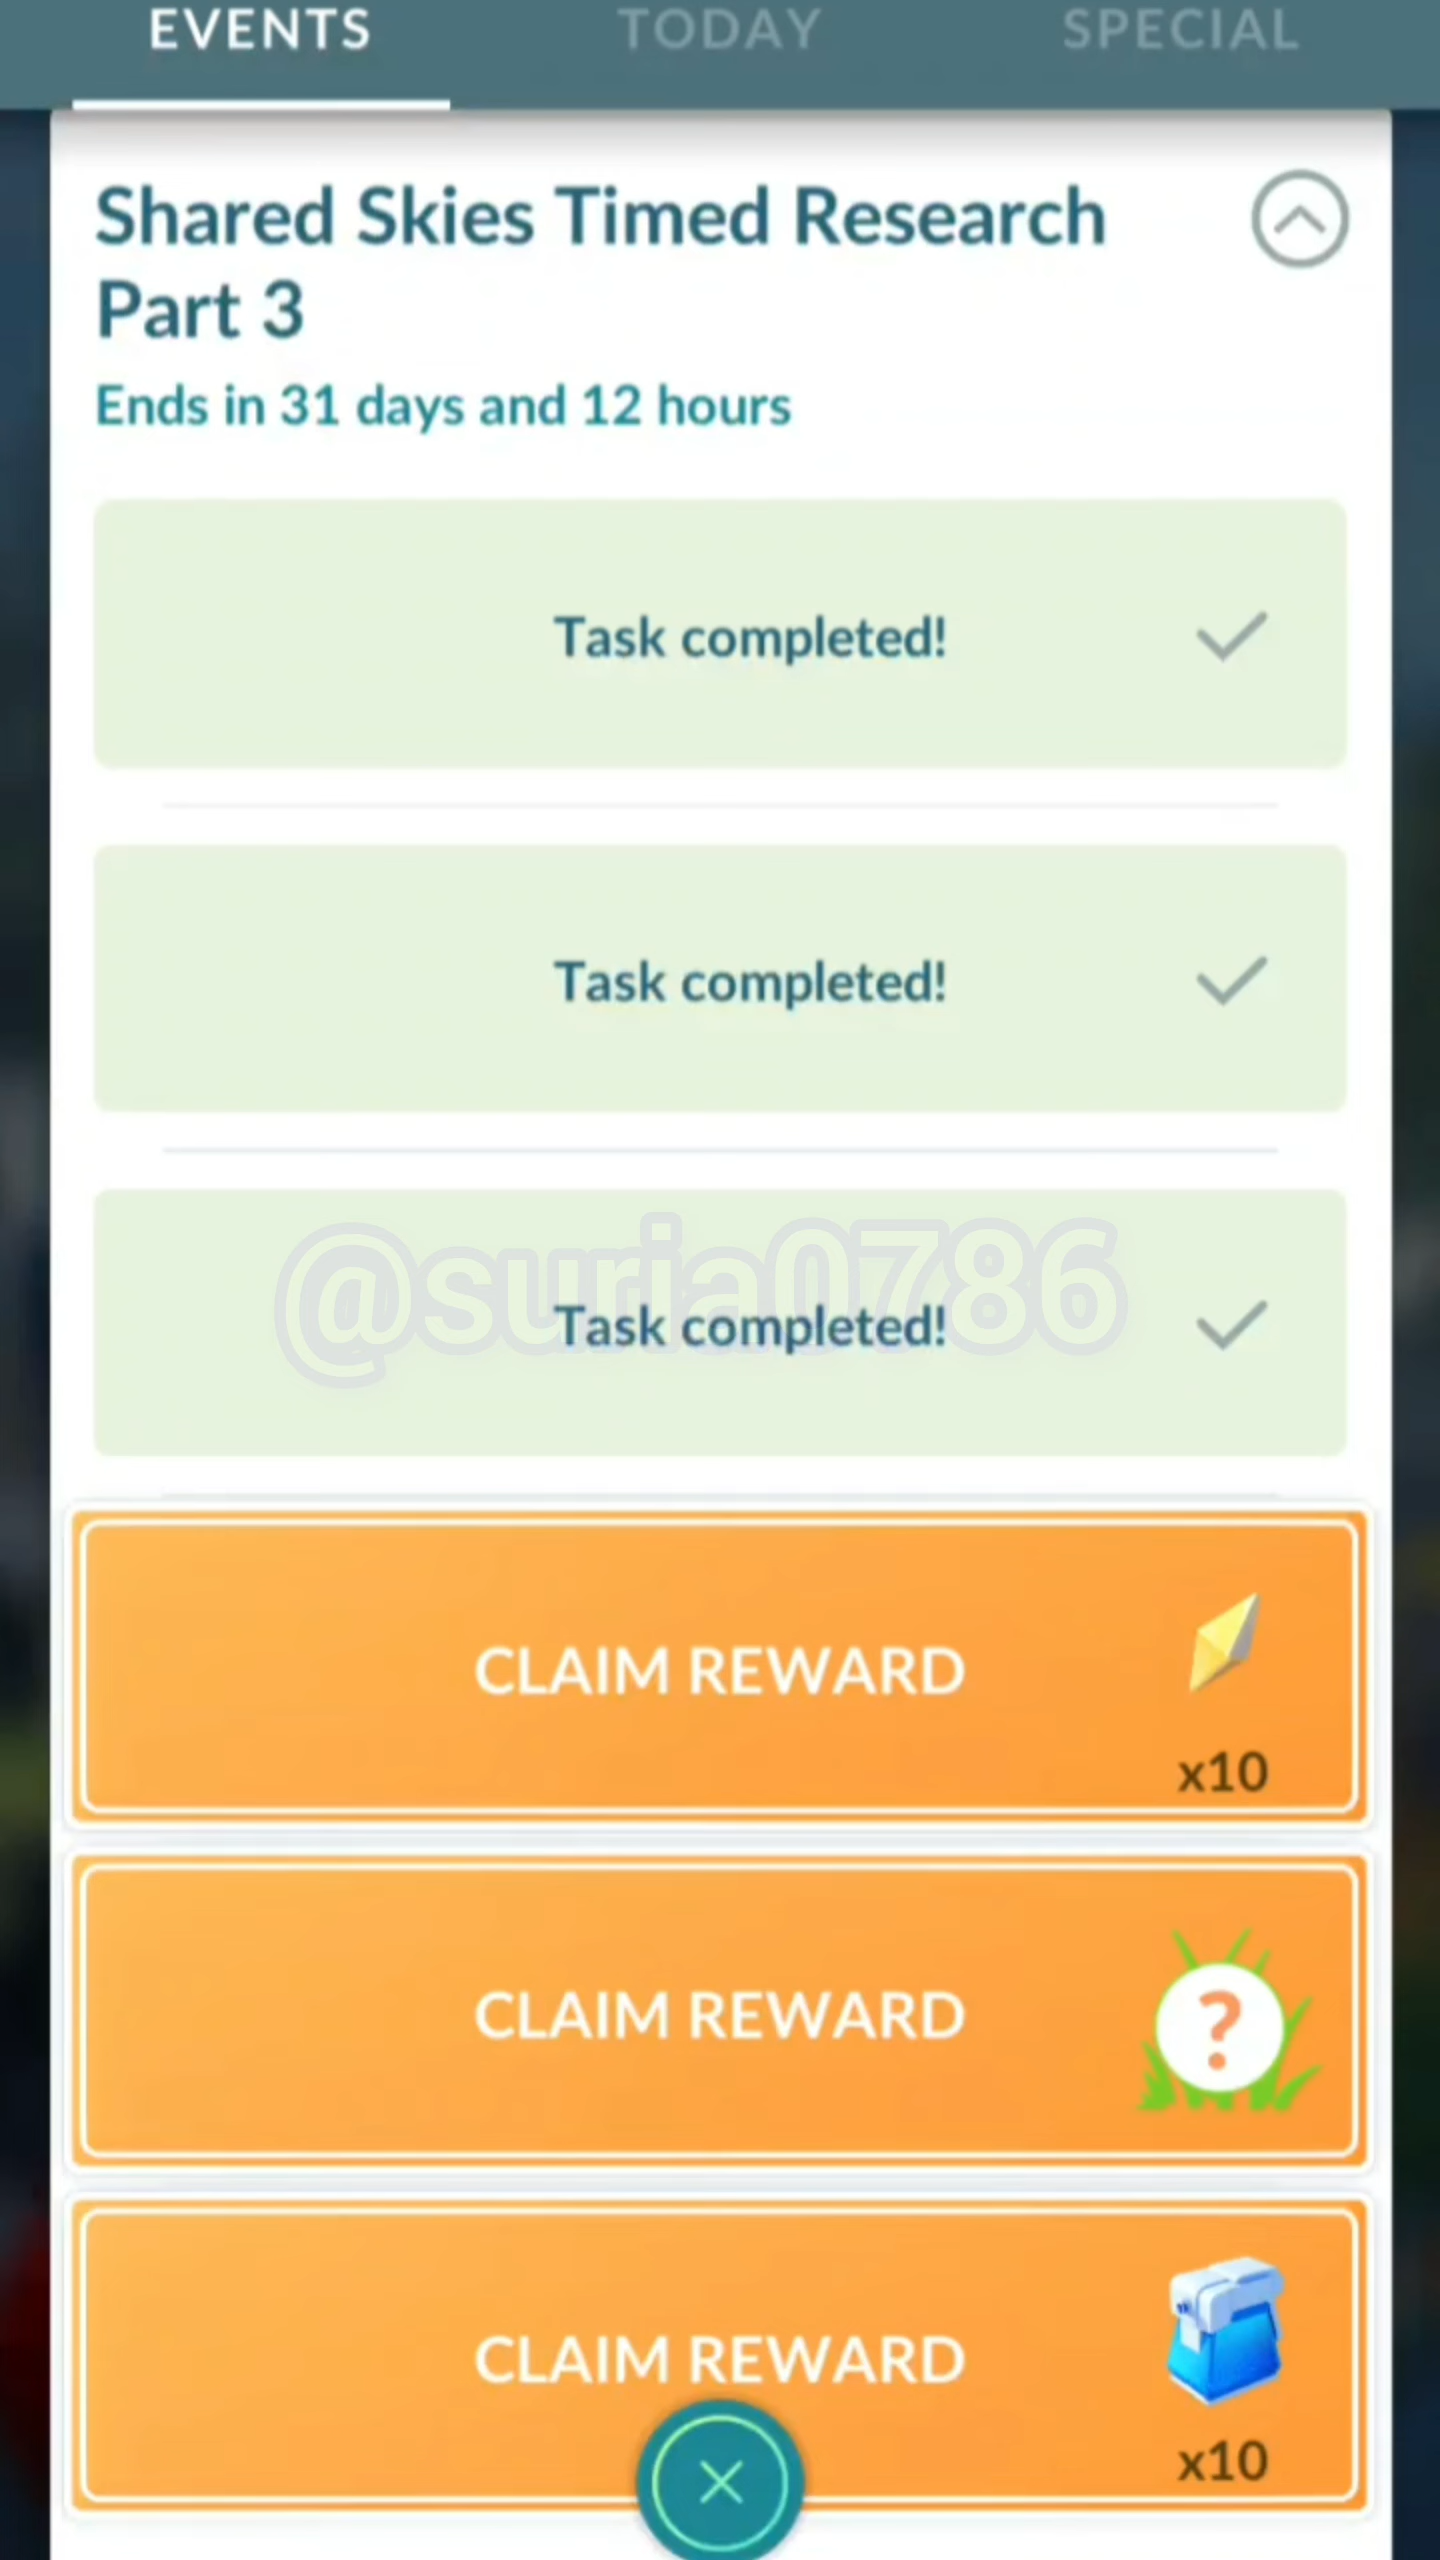 EVENTS TODAY SPECIAL
Shared Skies Timed Research
Part 3
Ends in 31 days and 12 hours
Task completed!
Task completed!
@suria0786
Task completed!
CLAIM REWARD
x10
CLAIM REWARD
?
CLAIM REWARD
x10